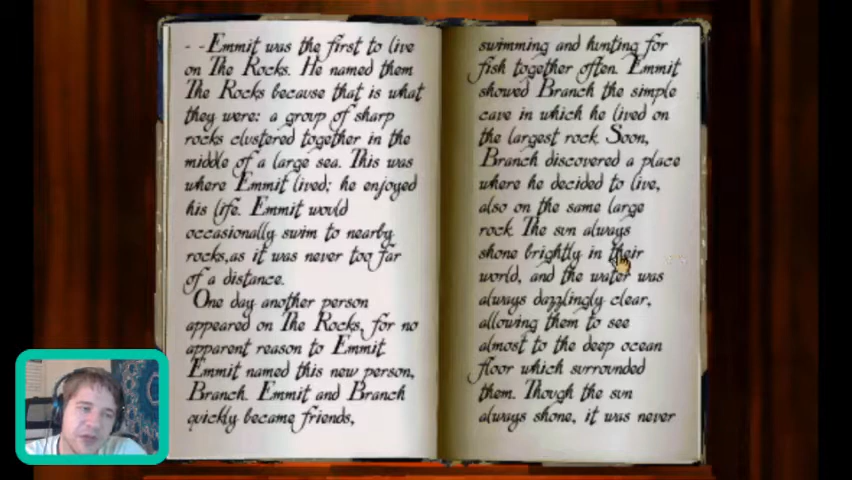 - -Emmit was the first to live
on The Rocks. He named them
The Rocks because that is what
they were: a group of sharp
rocks clustered together in the
middle of a large sea. This was
where Emmit lived; he enjoyed
his life. Emmit would
occasionally swim to nearby
rocks,as it was never too far
of a distance.
One day another person
appeared on The Rocks, for no
apparent reason to Emmit
Emmit named this new person,
Branch. Emmit and Branch
quickly became friends,
swimming and hunting for
fish together often. Emmit
showed Branch the simple
cave in which he lived on
the largest rock. Soon,
Branch discovered a place
where he decided to live,
also on the same large
rock. The sun always
shone brightly in their
world, and the water was
always dazzlingly clear,
allowing them to see
almost to the deep ocean
floor which surrounded
them. Though the sun
always shone, it was never